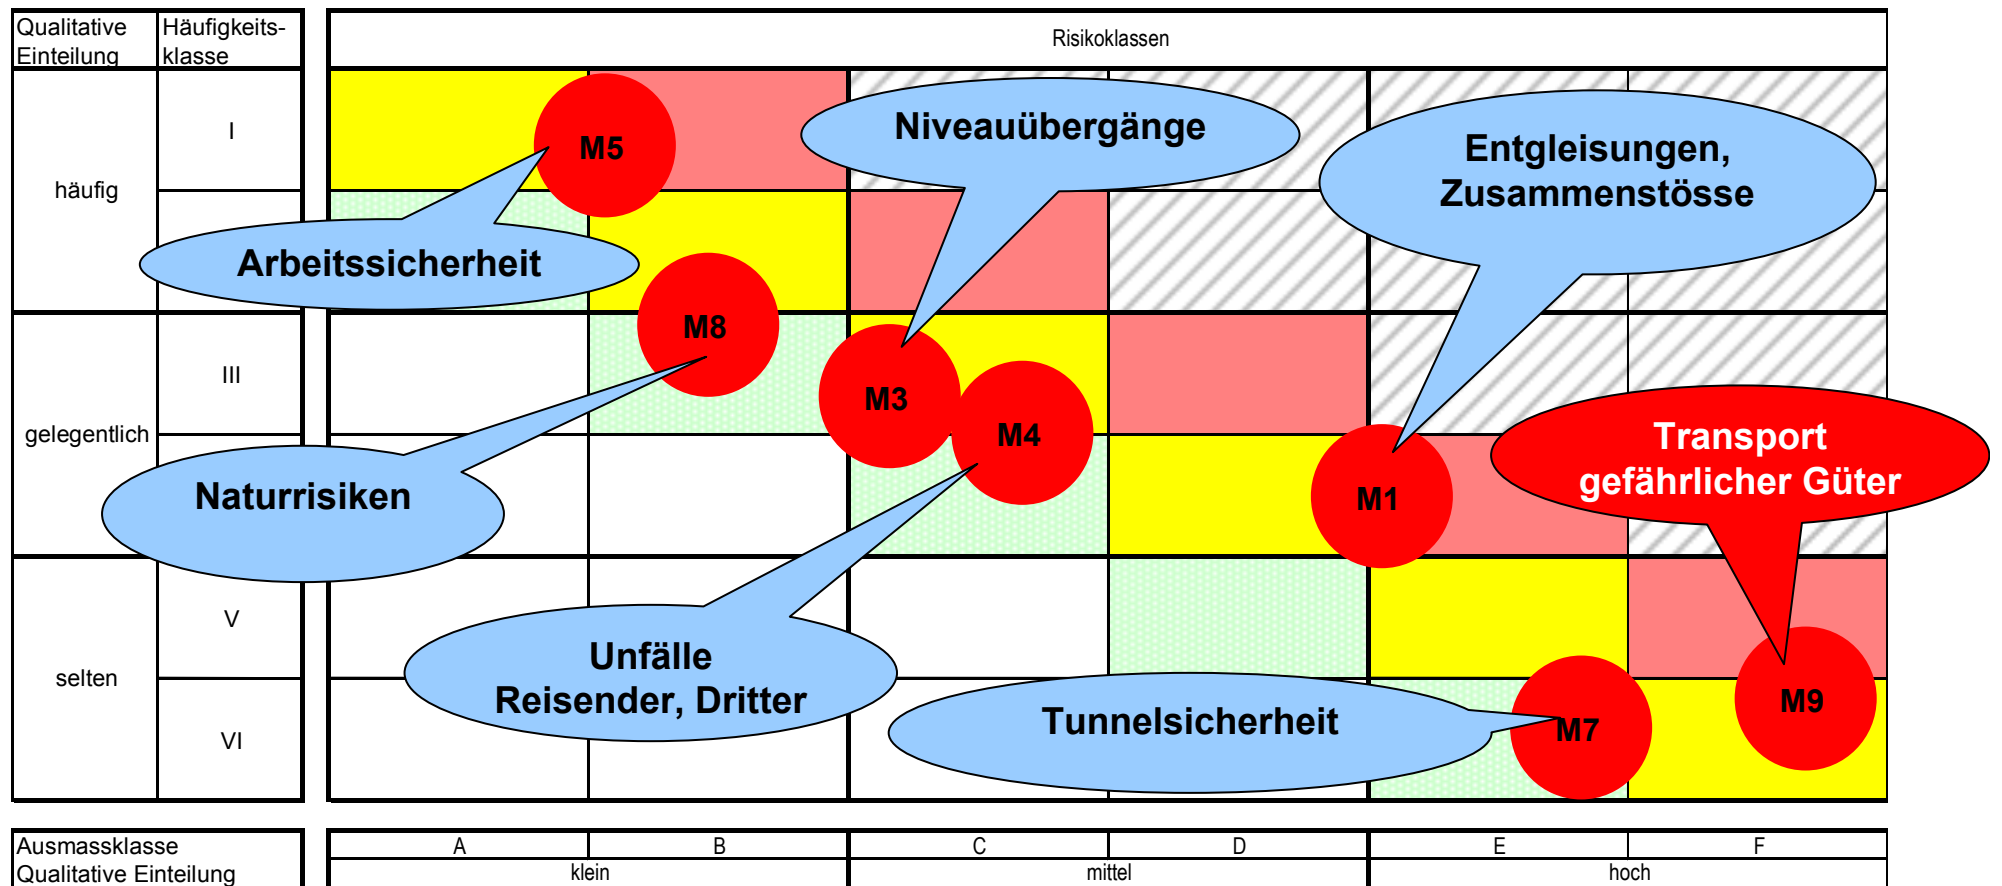 Qualitative
Einteilung
Häufigkeits-
klasse
Risikoklassen
häufig
I
M5
Niveauübergänge
Entgleisungen,
Zusammenstösse
Arbeitssicherheit
gelegentlich
III
M8
M3
M4
M1
Transport
gefährlicher Güter
Naturrisiken
selten
V
VI
Unfälle
Reisender, Dritter
Tunnelsicherheit
M7
M9
Ausmassklasse
Qualitative Einteilung
A
B
C
D
E
F
klein
mittel
hoch